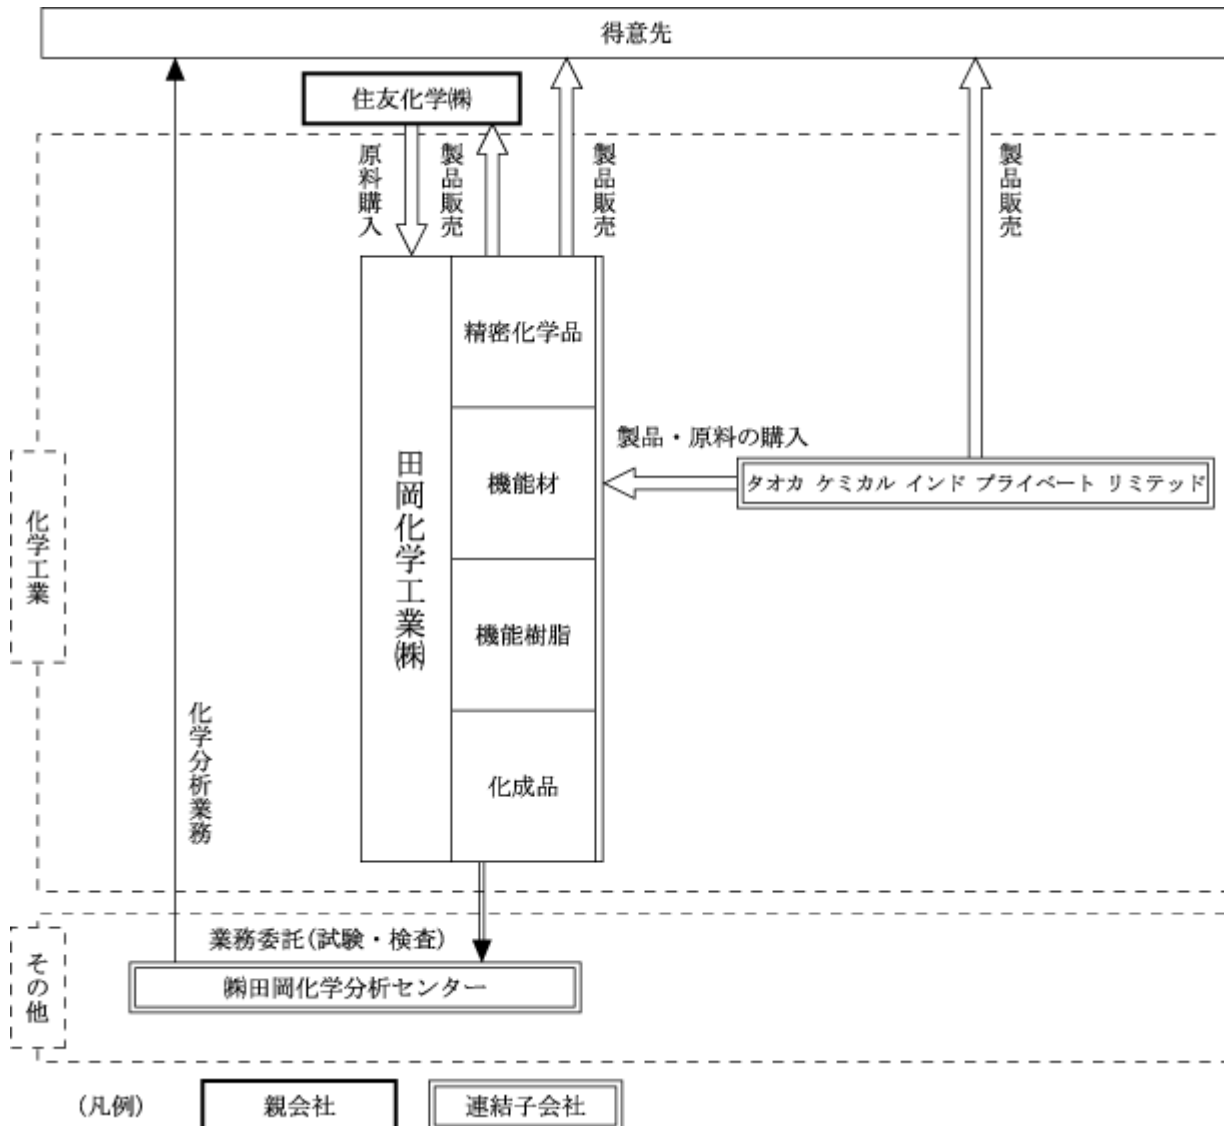 得意先
住友化学㈱
原料購入
製品販売
製品販売
製品販売
精密化学品
機能材
機能樹脂
化成品
田岡化学工業㈱
製品・原料の購入
タオカ ケミカル インド プライベート リミテッド
化学工業
化学分析業務
業務委託(試験・検査)
その他
㈱田岡化学分析センター
(凡例)
親会社
連結子会社